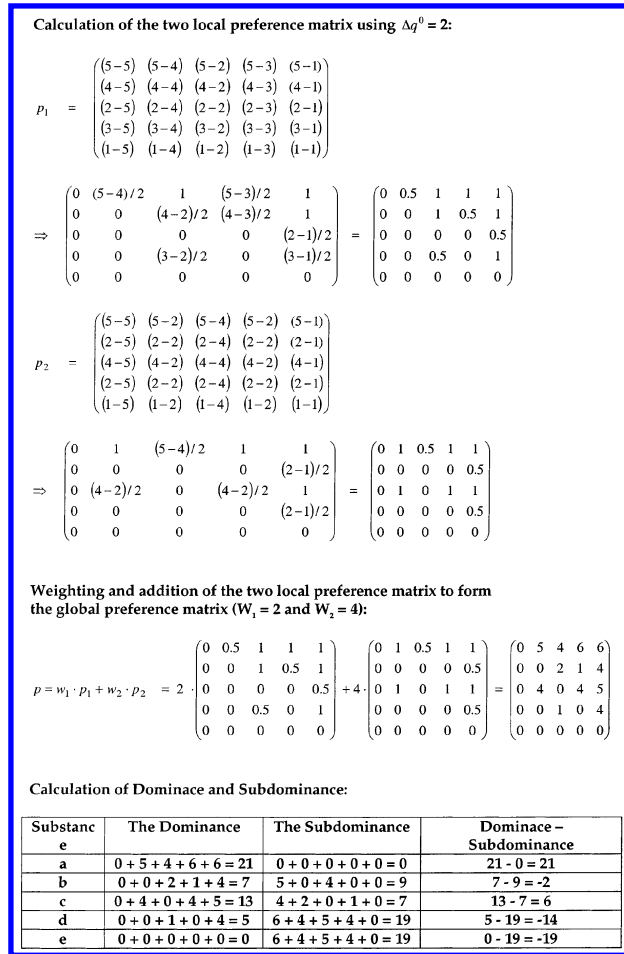 Calculation of the two local preference matrix using Δq⁰ = 2:
(5−5) (5−4) (5−2) (5−3) (5−1)
(4−5) (4−4) (4−2) (4−3) (4−1)
p₁ = (2−5) (2−4) (2−2) (2−3) (2−1)
(3−5) (3−4) (3−2) (3−3) (3−1)
(1−5) (1−4) (1−2) (1−3) (1−1)
0 (5−4)/2 1 (5−3)/2 1 0 0.5 1 1 1
0 0 (4−2)/2 (4−3)/2 1 0 0 1 0.5 1
⇒ 0 0 0 0 (2−1)/2 = 0 0 0 0 0.5
0 0 (3−2)/2 0 (3−1)/2 0 0 0.5 0 1
0 0 0 0 0 0 0 0 0 0
(5−5) (5−2) (5−4) (5−2) (5−1)
(2−5) (2−2) (2−4) (2−2) (2−1)
p₂ = (4−5) (4−2) (4−4) (4−2) (4−1)
(2−5) (2−2) (2−4) (2−2) (2−1)
(1−5) (1−2) (1−4) (1−2) (1−1)
0 1 (5−4)/2 1 1 0 1 0.5 1 1
0 0 0 0 (2−1)/2 0 0 0 0 0.5
⇒ 0 (4−2)/2 0 (4−2)/2 1 = 0 1 0 1 1
0 0 0 0 (2−1)/2 0 0 0 0 0.5
0 0 0 0 0 0 0 0 0 0
Weighting and addition of the two local preference matrix to form
the global preference matrix (W₁ = 2 and W₂ = 4):
0 0.5 1 1 1 0 1 0.5 1 1 0 5 4 6 6
0 0 1 0.5 1 0 0 0 0 0.5 0 0 2 1 4
p = w₁ · p₁ + w₂ · p₂ = 2 · 0 0 0 0 0.5 + 4 · 0 1 0 1 1 = 0 4 0 4 5
0 0 0.5 0 1 0 0 0 0 0.5 0 0 1 0 4
0 0 0 0 0 0 0 0 0 0 0 0 0 0 0
Calculation of Dominace and Subdominance:
Substanc The Dominance The Subdominance Dominace –
e Subdominance
a 0 + 5 + 4 + 6 + 6 = 21 0 + 0 + 0 + 0 + 0 = 0 21 - 0 = 21
b 0 + 0 + 2 + 1 + 4 = 7 5 + 0 + 4 + 0 + 0 = 9 7 - 9 = -2
c 0 + 4 + 0 + 4 + 5 = 13 4 + 2 + 0 + 1 + 0 = 7 13 - 7 = 6
d 0 + 0 + 1 + 0 + 4 = 5 6 + 4 + 5 + 4 + 0 = 19 5 - 19 = -14
e 0 + 0 + 0 + 0 + 0 = 0 6 + 4 + 5 + 4 + 0 = 19 0 - 19 = -19